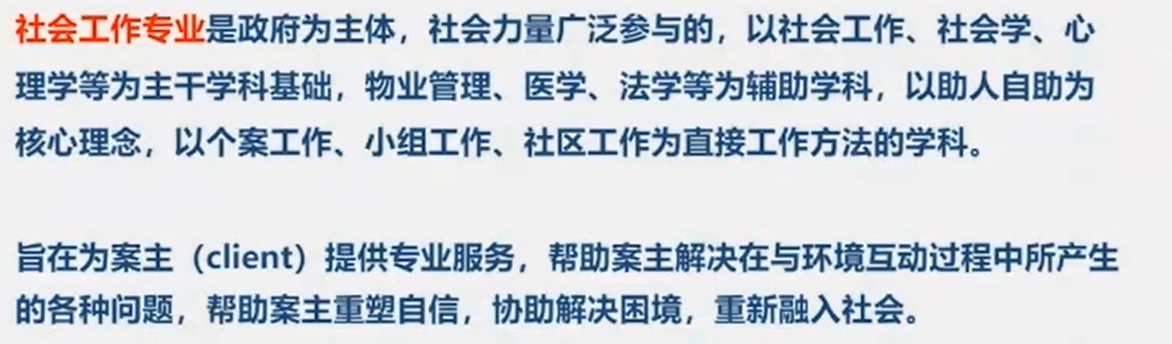 社会工作专业是政府为主体，社会力量广泛参与的，以社会工作、社会学、心
理学等为主干学科基础，物业管理、医学、法学等为辅助学科，以助人自助为
核心理念，以个案工作、小组工作、社区工作为直接工作方法的学科。
旨在为案主（client）提供专业服务，帮助案主解决在与环境互动过程中所产生
的各种问题，帮助案主重塑自信，协助解决困境，重新融入社会。